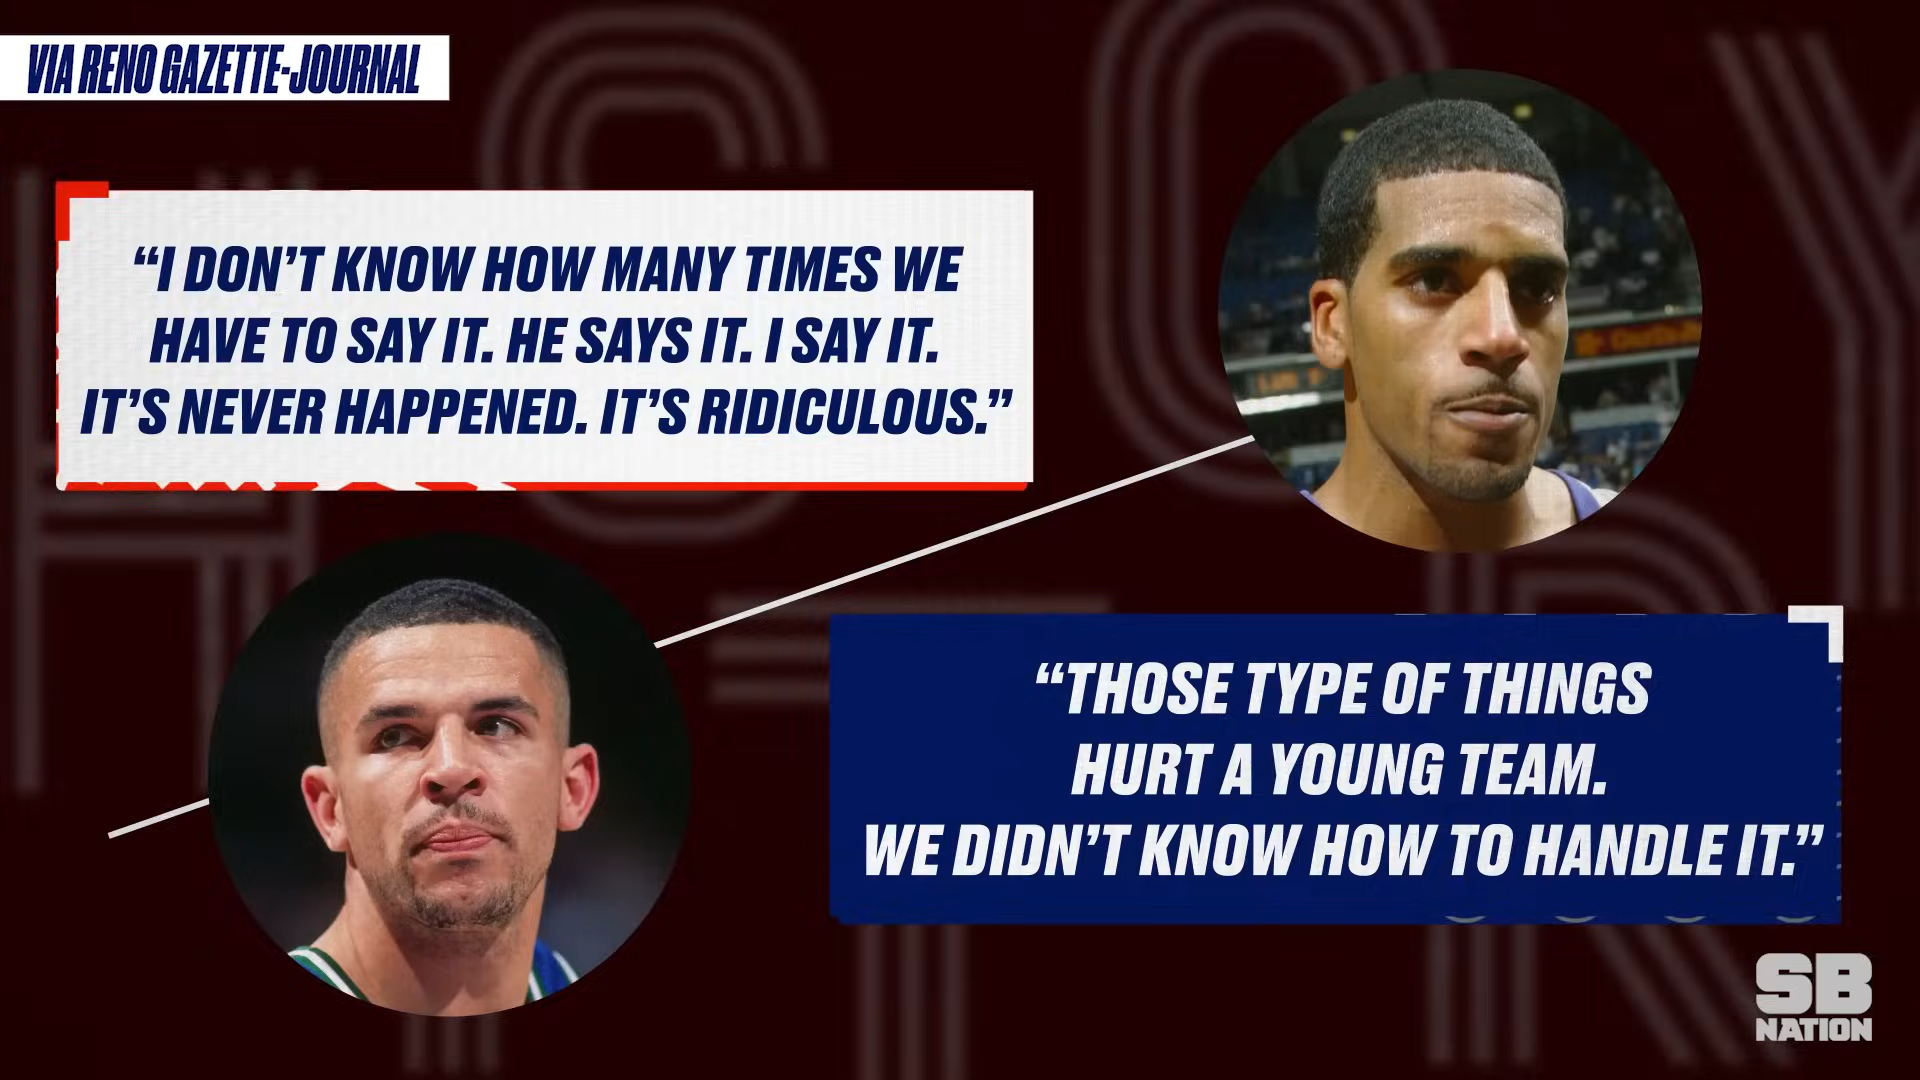 VIA RENO GAZETTE-JOURNAL
“I DON’T KNOW HOW MANY TIMES WE
HAVE TO SAY IT. HE SAYS IT. I SAY IT.
IT’S NEVER HAPPENED. IT’S RIDICULOUS.”
“THOSE TYPE OF THINGS
HURT A YOUNG TEAM.
WE DIDN’T KNOW HOW TO HANDLE IT.”
SB
NATION